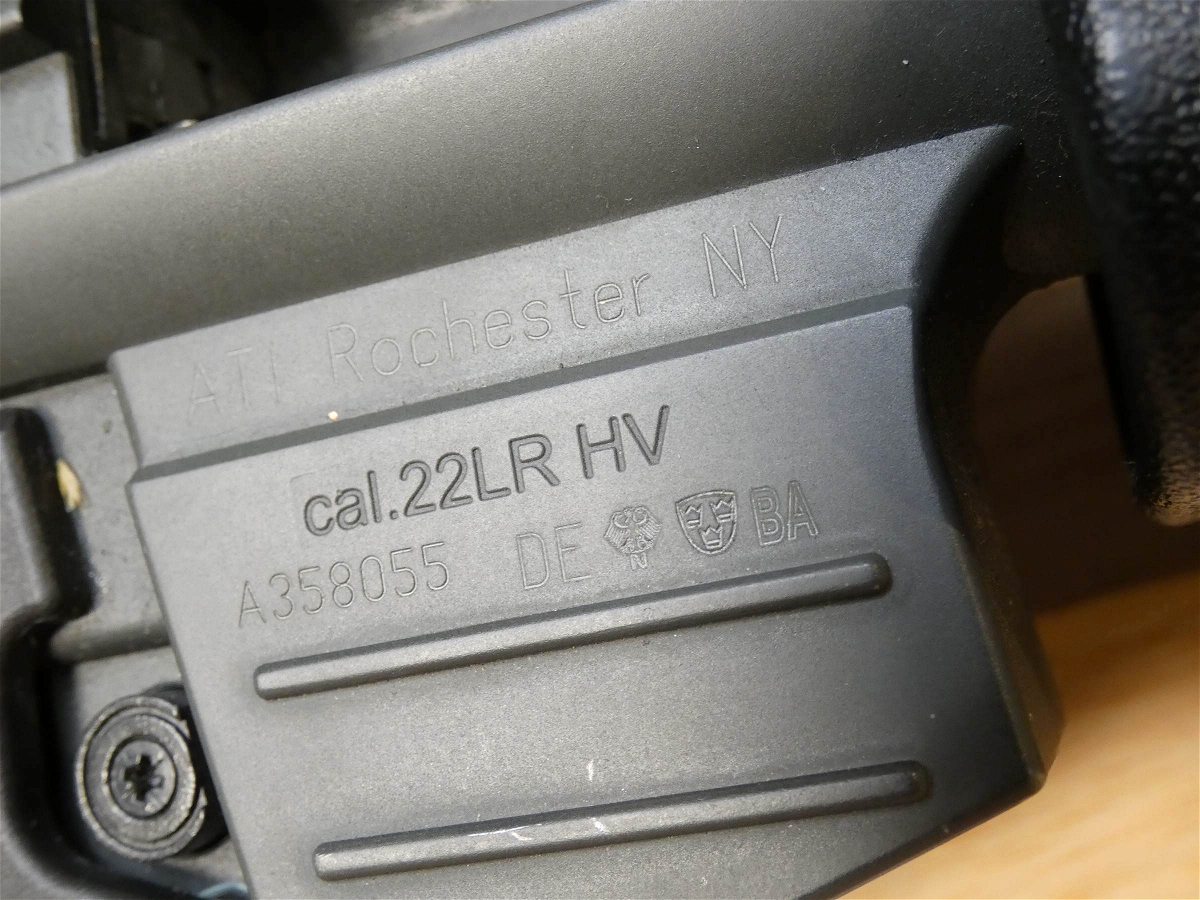 ATI Rochester NY
cal.22LR HV
A358055 DE N BA